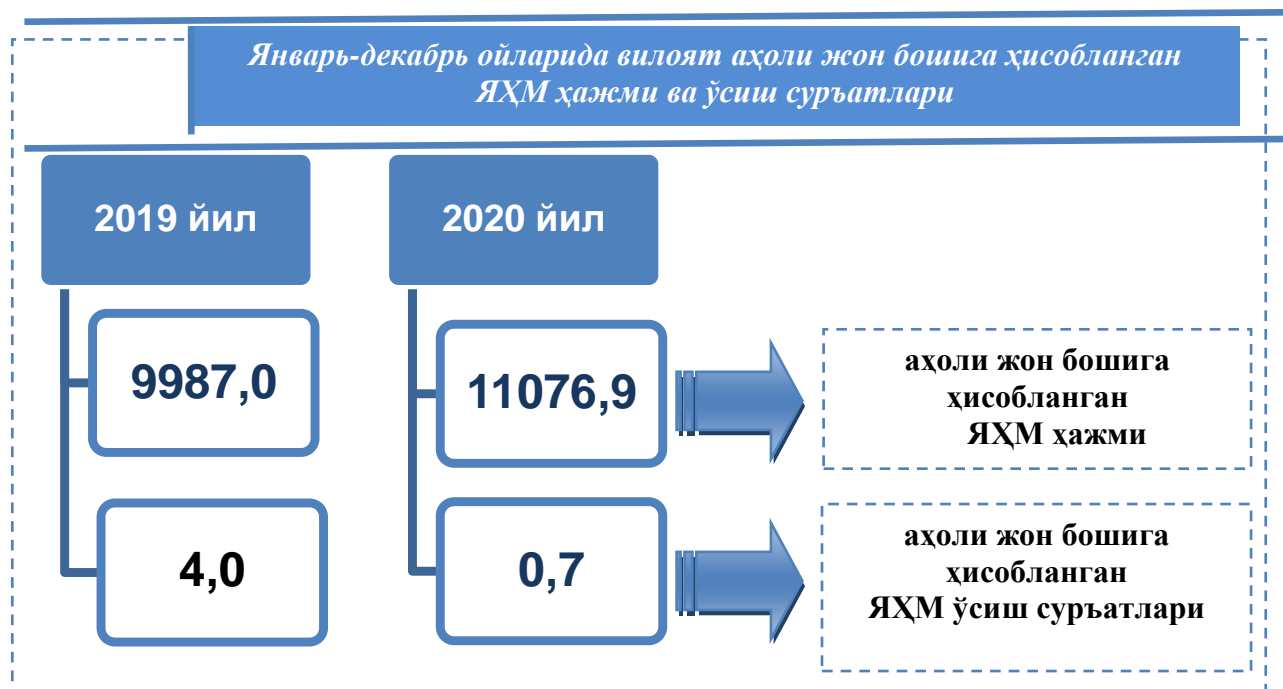 Январь-декабрь ойларида вилоят аҳоли жон бошига ҳисобланган
ЯҲМ ҳажми ва ўсиш суръатлари
2019 йил
2020 йил
9987,0
11076,9
аҳоли жон бошига
ҳисобланган
ЯҲМ ҳажми
4,0
0,7
аҳоли жон бошига
ҳисобланган
ЯҲМ ўсиш суръатлари